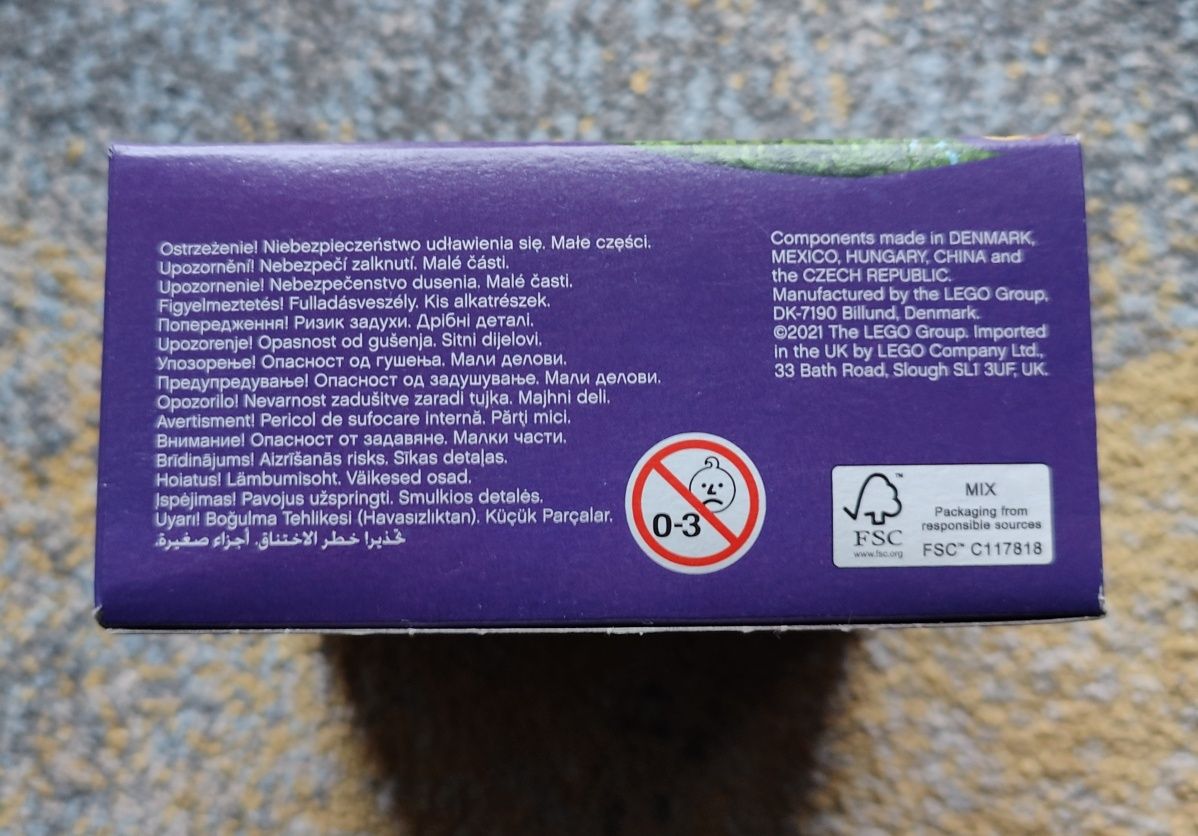 Ostrzeżenie! Niebezpieczeństwo udławienia się. Małe części.
Upozornění! Nebezpečí zalknutí. Malé části.
Upozornenie! Nebezpečenstvo dusenia. Malé časti.
Figyelmeztetés! Fulladásveszély. Kis alkatrészek.
Попередження! Ризик задухи. Дрібні деталі.
Upozorenje! Opasnost od gušenja. Sitni dijelovi.
Упозорење! Опасност од гушења. Мали делови.
Предупредување! Опасност од задушување. Мали делови.
Opozorilo! Nevarnost zadušitve zaradi tujka. Majhni deli.
Avertisment! Pericol de sufocare internă. Părți mici.
Внимание! Опасност от задавяне. Малки части.
Brīdinājums! Aizrīšanās risks. Sīkas detaļas.
Hoiatus! Lämbumisoht. Väikesed osad.
Įspėjimas! Pavojus užspringti. Smulkios detalės.
Uyarı! Boğulma Tehlikesi (Havasızlıktan). Küçük Parçalar.
تحذير! خطر الاختناق. أجزاء صغيرة.
0-3
Components made in DENMARK,
MEXICO, HUNGARY, CHINA and
the CZECH REPUBLIC.
Manufactured by the LEGO Group,
DK-7190 Billund, Denmark.
©2021 The LEGO Group. Imported
in the UK by LEGO Company Ltd.,
33 Bath Road, Slough SL1 3UF, UK.
™
FSC
www.fsc.org
MIX
Packaging from
responsible sources
FSC™ C117818